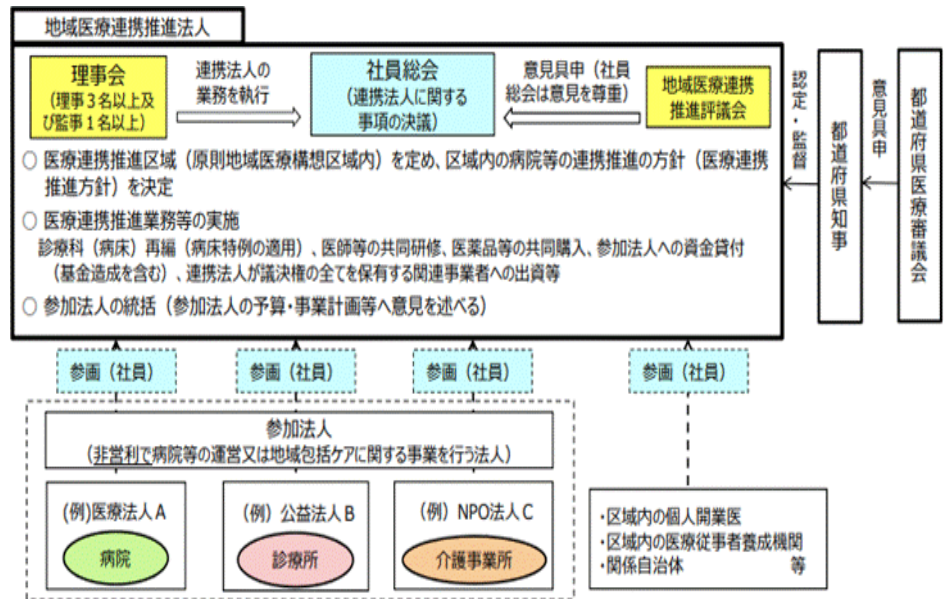 地域医療連携推進法人
理事会
（理事３名以上及
び監事１名以上）
連携法人の
業務を執行
社員総会
（連携法人に関する
事項の決議）
意見具申（社員
総会は意見を尊重）
地域医療連携
推進評議会
認定・監督
都道府県知事
意見具申
都道府県医療審議会
○ 医療連携推進区域（原則地域医療構想区域内）を定め、区域内の病院等の連携推進の方針（医療連携
推進方針）を決定
○ 医療連携推進業務等の実施
診療科（病床）再編（病床特例の適用）、医師等の共同研修、医薬品等の共同購入、参加法人への資金貸付
（基金造成を含む）、連携法人が議決権の全てを保有する関連事業者への出資等
○ 参加法人の統括（参加法人の予算・事業計画等へ意見を述べる）
参画（社員）
参画（社員）
参画（社員）
参画（社員）
参加法人
（非営利で病院等の運営又は地域包括ケアに関する事業を行う法人）
(例)医療法人Ａ
病院
（例）公益法人Ｂ
診療所
（例）NPO法人Ｃ
介護事業所
・区域内の個人開業医
・区域内の医療従事者養成機関
・関係自治体　　　　　等